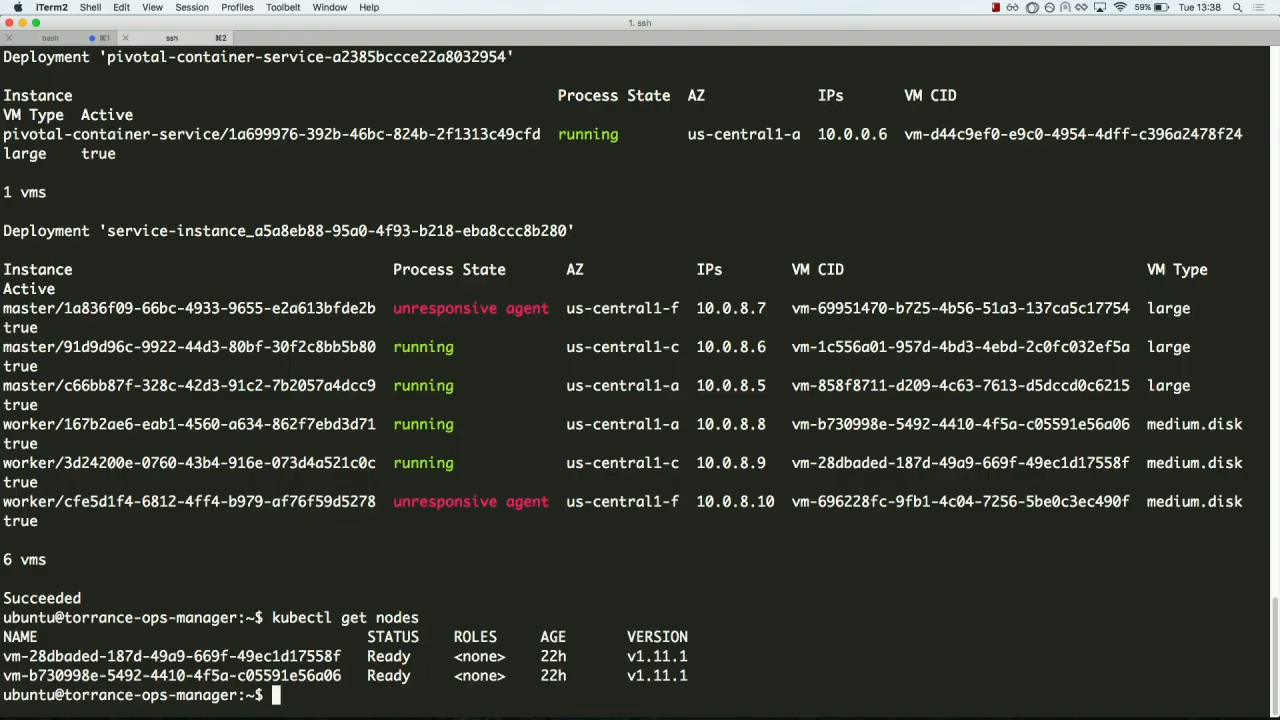 iTerm2 Shell Edit View Session Profiles Toolbelt Window Help 59% Tue 13:38
1. ssh
bash ⌘1 ssh ⌘2
Deployment 'pivotal-container-service-a2385bccce22a8032954'
Instance Process State AZ IPs VM CID
VM Type Active
pivotal-container-service/1a699976-392b-46bc-824b-2f1313c49cfd running us-central1-a 10.0.0.6 vm-d44c9ef0-e9c0-4954-4dff-c396a2478f24
large true
1 vms
Deployment 'service-instance_a5a8eb88-95a0-4f93-b218-eba8ccc8b280'
Instance Process State AZ IPs VM CID VM Type
Active
master/1a836f09-66bc-4933-9655-e2a613bfde2b unresponsive agent us-central1-f 10.0.8.7 vm-69951470-b725-4b56-51a3-137ca5c17754 large
true
master/91d9d96c-9922-44d3-80bf-30f2c8bb5b80 running us-central1-c 10.0.8.6 vm-1c556a01-957d-4bd3-4ebd-2c0fc032ef5a large
true
master/c66bb87f-328c-42d3-91c2-7b2057a4dcc9 running us-central1-a 10.0.8.5 vm-858f8711-d209-4c63-7613-d5dccd0c6215 large
true
worker/167b2ae6-eab1-4560-a634-862f7ebd3d71 running us-central1-a 10.0.8.8 vm-b730998e-5492-4410-4f5a-c05591e56a06 medium.disk
true
worker/3d24200e-0760-43b4-916e-073d4a521c0c running us-central1-c 10.0.8.9 vm-28dbaded-187d-49a9-669f-49ec1d17558f medium.disk
true
worker/cfe5d1f4-6812-4ff4-b979-af76f59d5278 unresponsive agent us-central1-f 10.0.8.10 vm-696228fc-9fb1-4c04-7256-5be0c3ec490f medium.disk
true
6 vms
Succeeded
ubuntu@torrance-ops-manager:~$ kubectl get nodes
NAME STATUS ROLES AGE VERSION
vm-28dbaded-187d-49a9-669f-49ec1d17558f Ready <none> 22h v1.11.1
vm-b730998e-5492-4410-4f5a-c05591e56a06 Ready <none> 22h v1.11.1
ubuntu@torrance-ops-manager:~$